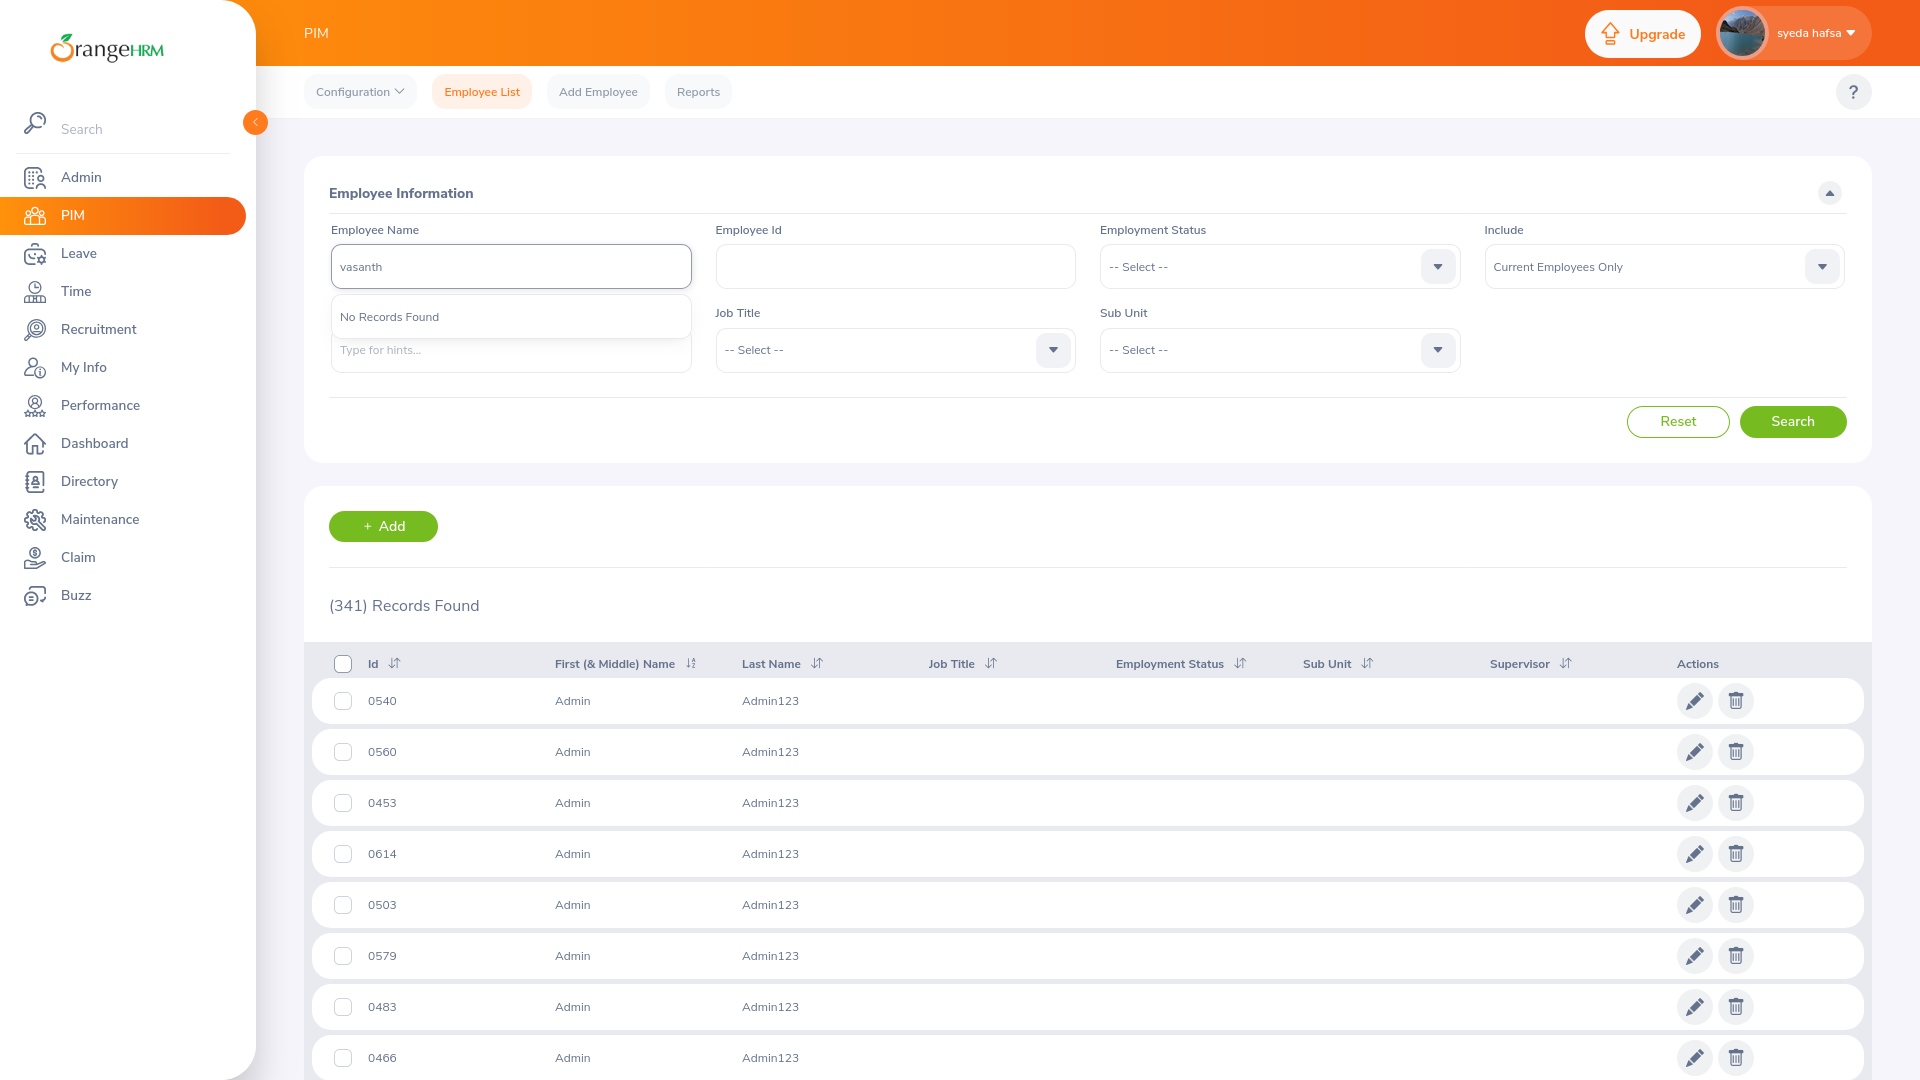 OrangeHRM
Search
Admin
PIM
Leave
Time
Recruitment
My Info
Performance
Dashboard
Directory
Maintenance
Claim
Buzz
PIM
Upgrade
syeda hafsa
Configuration
Employee List
Add Employee
Reports
?
Employee Information
Employee Name
Employee Id
Employment Status
Include
vasanth
-- Select --
Current Employees Only
No Records Found
Job Title
Sub Unit
Type for hints...
-- Select --
-- Select --
Reset
Search
+ Add
(341) Records Found
Id First (& Middle) Name Last Name Job Title Employment Status Sub Unit Supervisor Actions
0540 Admin Admin123
0560 Admin Admin123
0453 Admin Admin123
0614 Admin Admin123
0503 Admin Admin123
0579 Admin Admin123
0483 Admin Admin123
0466 Admin Admin123